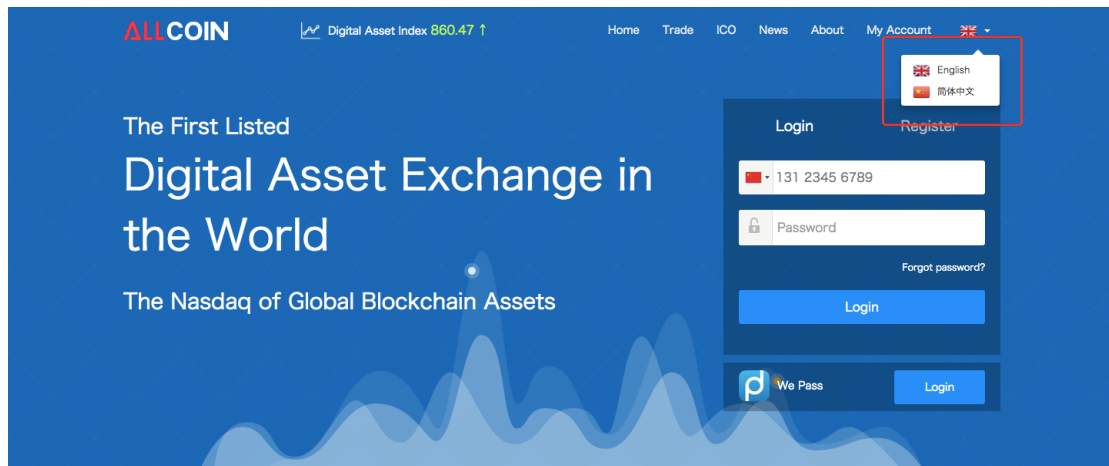 ALLCOIN
Digital Asset Index 860.47 ↑
Home Trade ICO News About My Account
English
简体中文
The First Listed
Digital Asset Exchange in
the World
The Nasdaq of Global Blockchain Assets
Login Register
131 2345 6789
Password
Forgot password?
Login
We Pass
Login